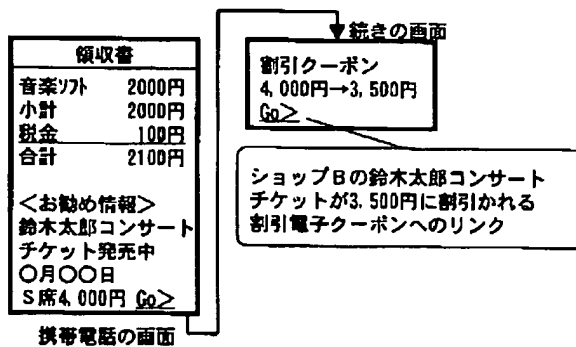 領収書
音楽ソフト 2000円
小計 2000円
税金 100円
合計 2100円
<お勧め情報>
鈴木太郎コンサート
チケット発売中
○月○○日
S席4,000円 Go>
携帯電話の画面
続きの画面
割引クーポン
4,000円→3,500円
Go>
ショップBの鈴木太郎コンサート
チケットが3,500円に割引かれる
割引電子クーポンへのリンク